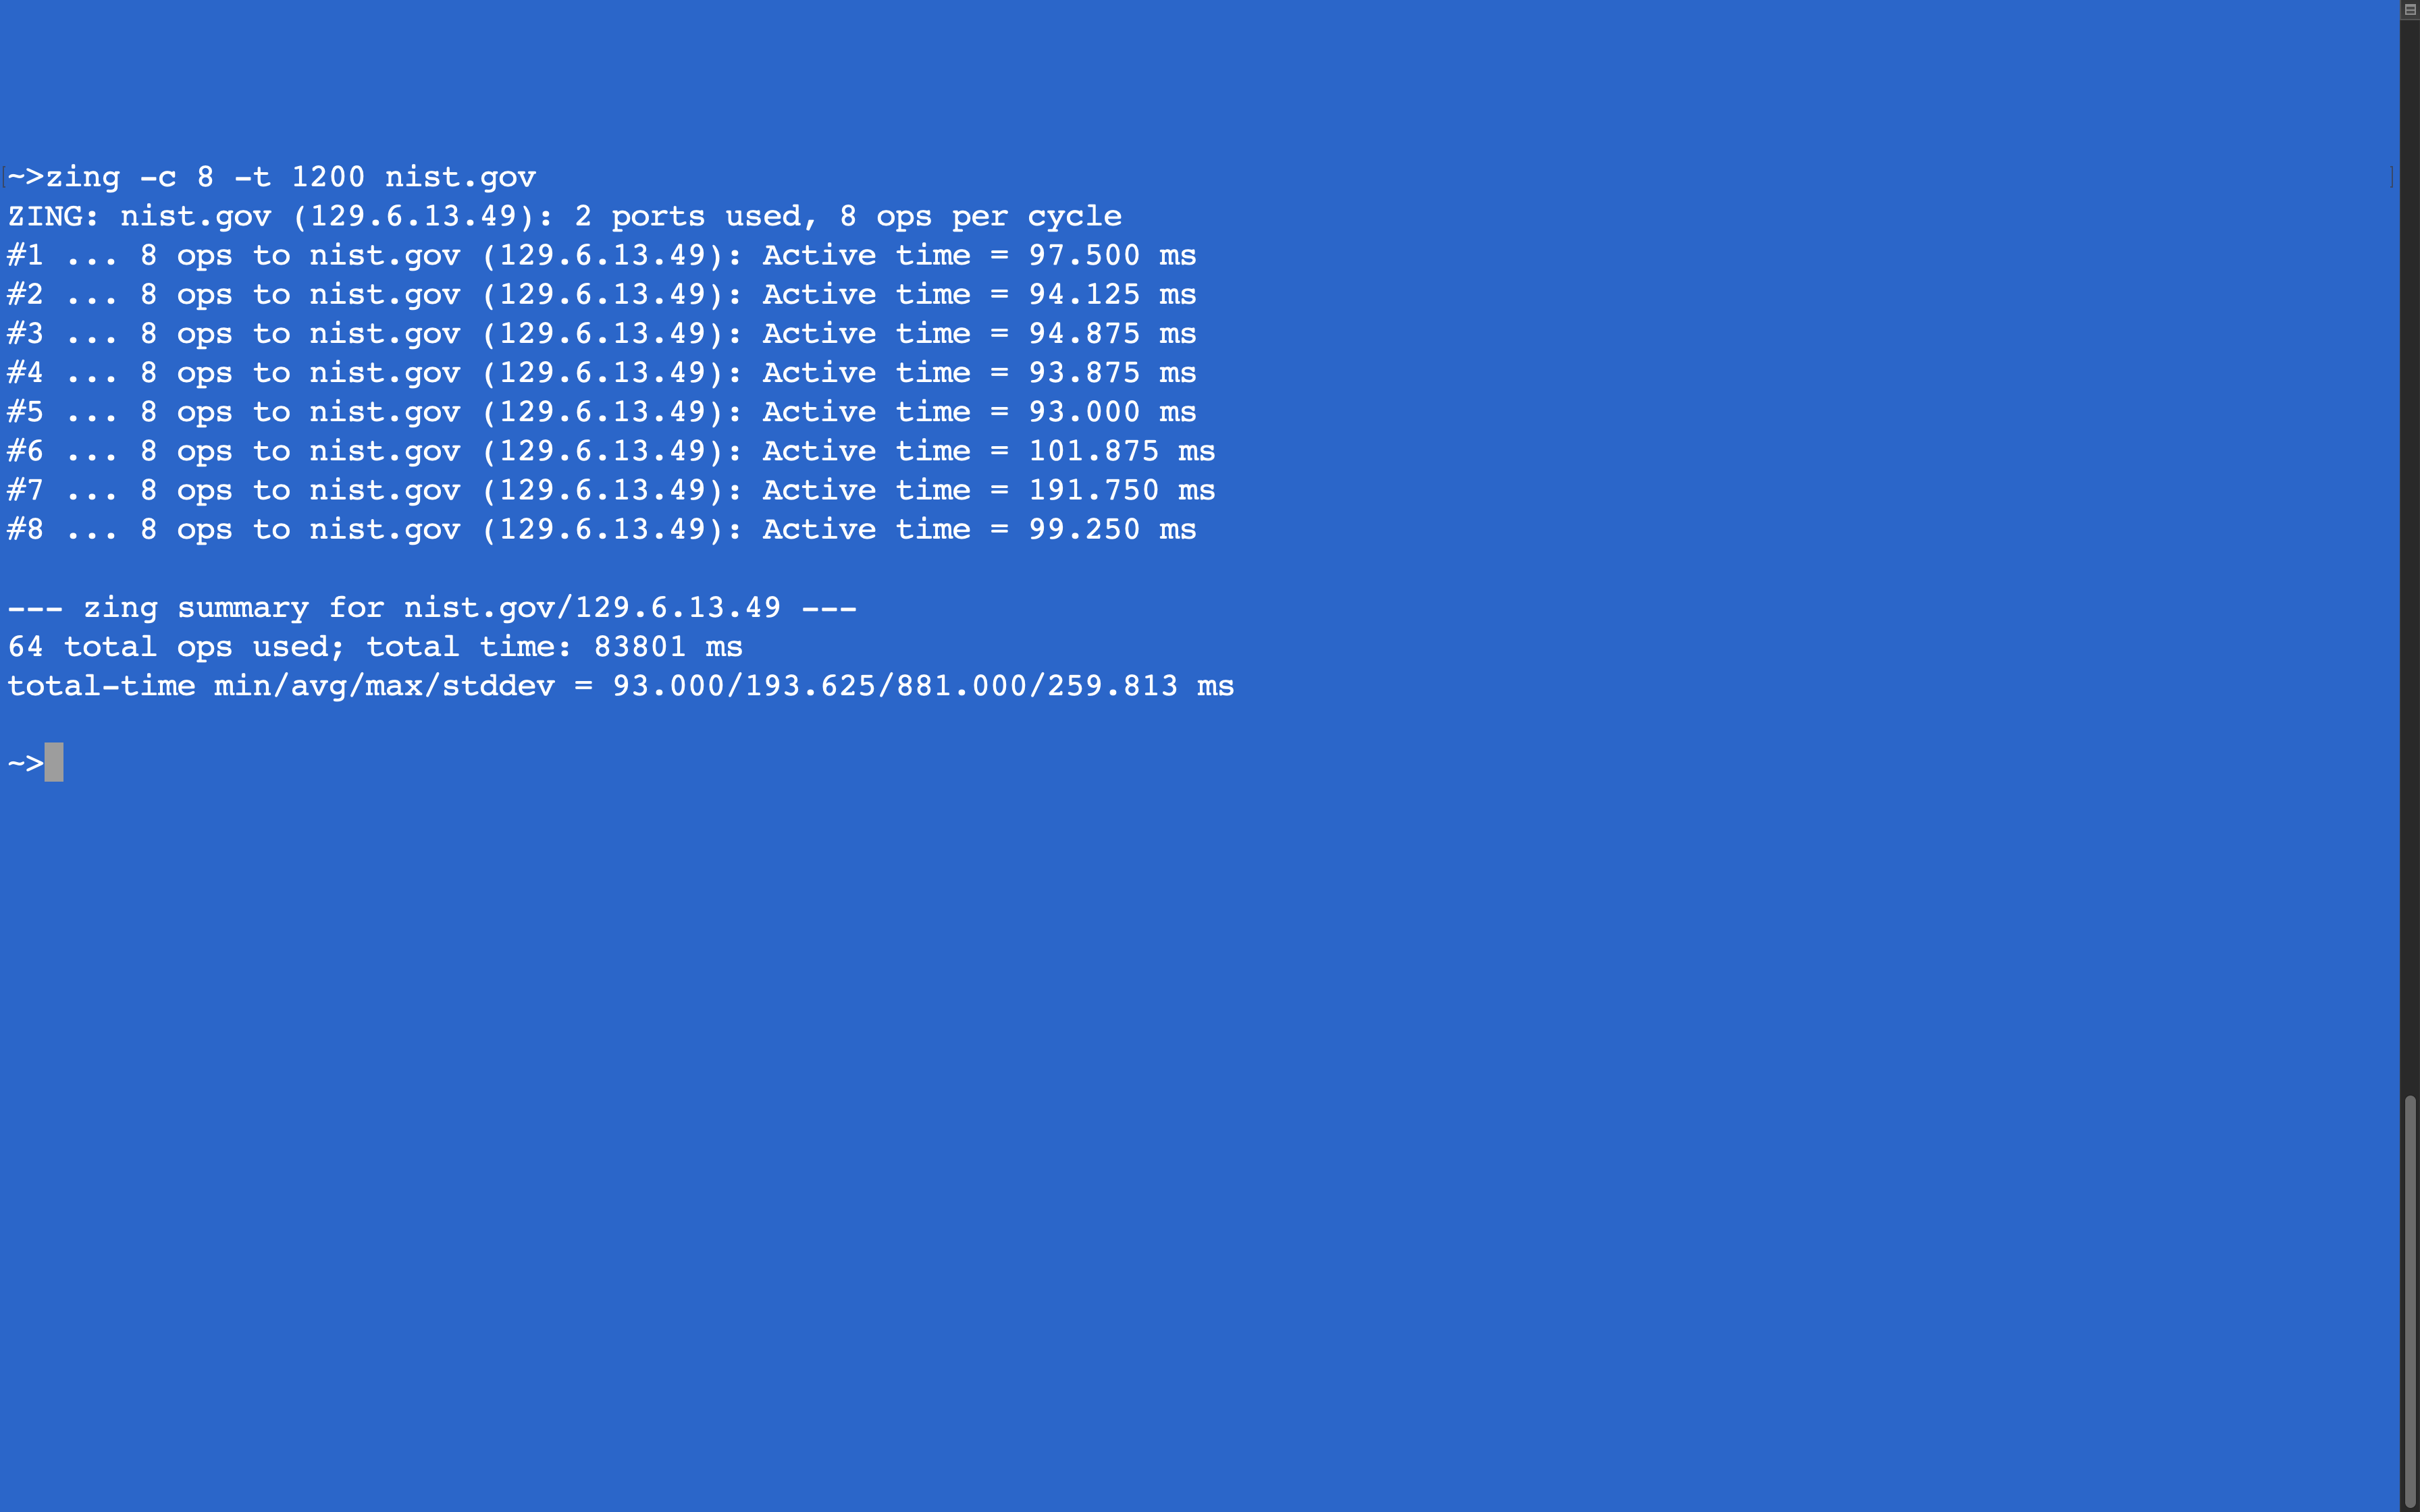 ~>zing -c 8 -t 1200 nist.gov
ZING: nist.gov (129.6.13.49): 2 ports used, 8 ops per cycle
#1 ... 8 ops to nist.gov (129.6.13.49): Active time = 97.500 ms
#2 ... 8 ops to nist.gov (129.6.13.49): Active time = 94.125 ms
#3 ... 8 ops to nist.gov (129.6.13.49): Active time = 94.875 ms
#4 ... 8 ops to nist.gov (129.6.13.49): Active time = 93.875 ms
#5 ... 8 ops to nist.gov (129.6.13.49): Active time = 93.000 ms
#6 ... 8 ops to nist.gov (129.6.13.49): Active time = 101.875 ms
#7 ... 8 ops to nist.gov (129.6.13.49): Active time = 191.750 ms
#8 ... 8 ops to nist.gov (129.6.13.49): Active time = 99.250 ms
--- zing summary for nist.gov/129.6.13.49 ---
64 total ops used; total time: 83801 ms
total-time min/avg/max/stddev = 93.000/193.625/881.000/259.813 ms
~>